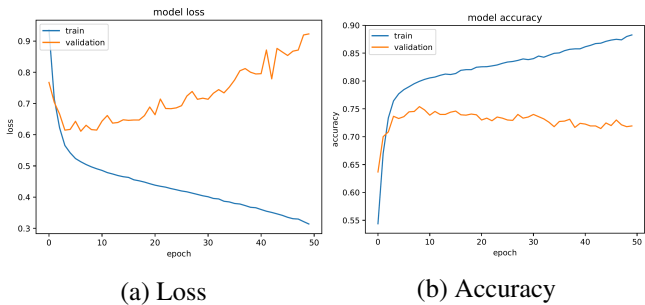 model loss
train
validation
0.9
0.8
0.7
0.6
0.5
0.4
0.3
loss
0 10 20 30 40 50
epoch
(a) Loss
model accuracy
train
validation
0.90
0.85
0.80
0.75
0.70
0.65
0.60
0.55
accuracy
0 10 20 30 40 50
epoch
(b) Accuracy